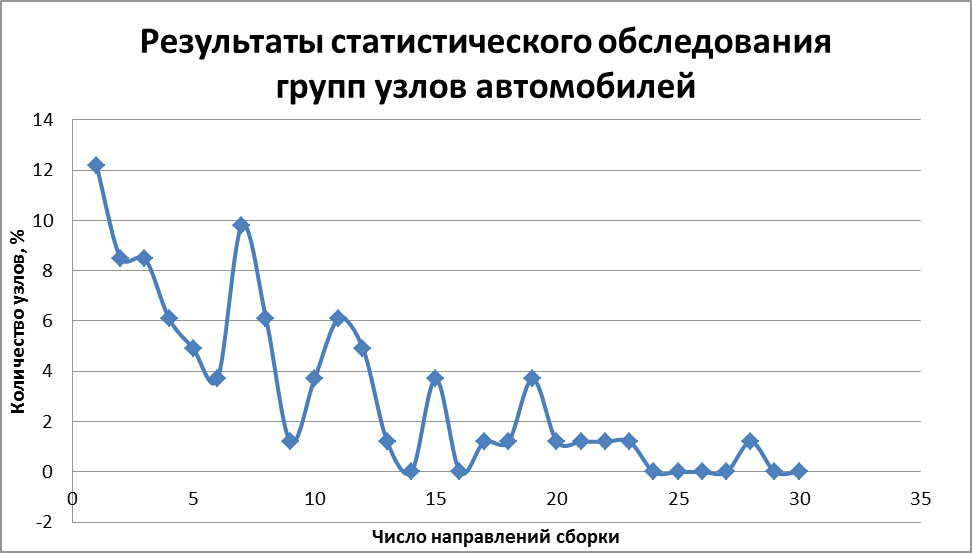 Результаты статистического обследования
групп узлов автомобилей
Количество узлов, %
14
12
10
8
6
4
2
0
-2
0 5 10 15 20 25 30 35
Число направлений сборки